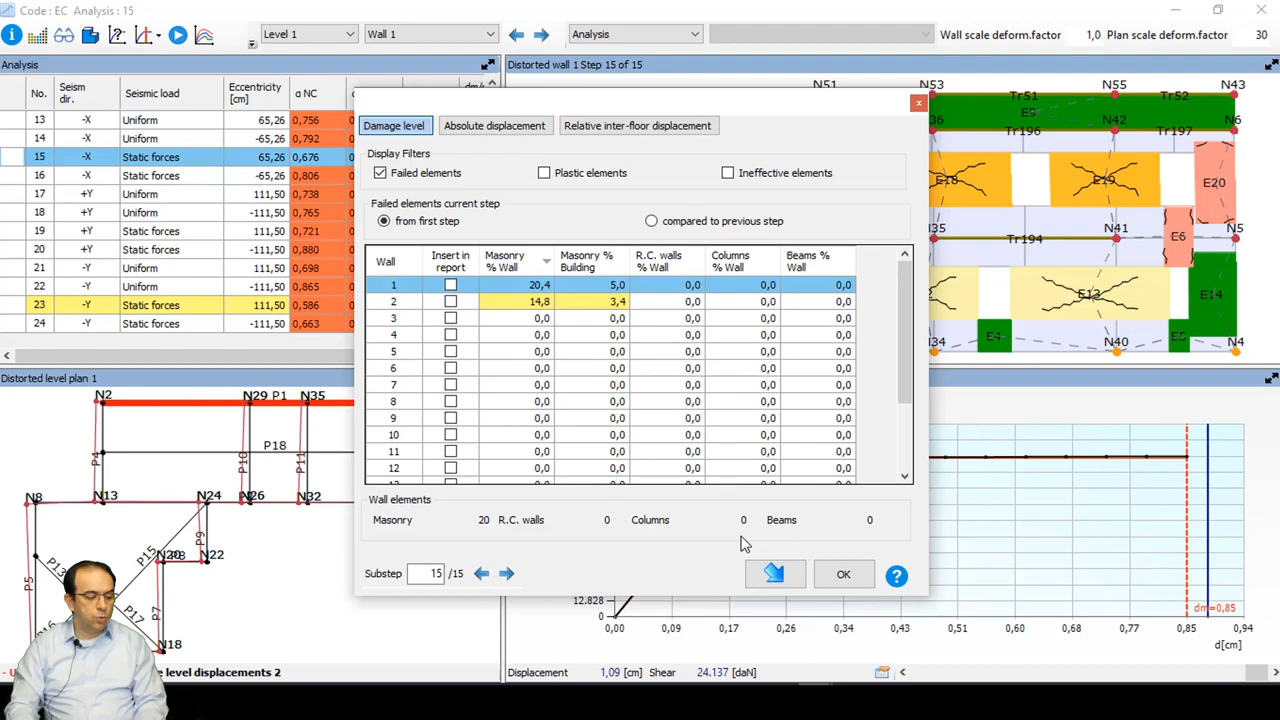 Code : EC Analysis : 15
Level 1
Wall 1
Analysis
Wall scale deform.factor 1,0 Plan scale deform.factor 30
Analysis
No. Seism dir. Seismic load Eccentricity [cm] α NC
13 -X Uniform 65,26 0,756
14 -X Uniform -65,26 0,792
15 -X Static forces 65,26 0,676
16 -X Static forces -65,26 0,806
17 +Y Uniform 111,50 0,738
18 +Y Uniform -111,50 0,765
19 +Y Static forces 111,50 0,721
20 +Y Static forces -111,50 0,880
21 -Y Uniform 111,50 0,698
22 -Y Uniform -111,50 0,865
23 -Y Static forces 111,50 0,586
24 -Y Static forces -111,50 0,663
Distorted wall 1 Step 15 of 15
N51 N53 N55 N43
Tr51 Tr52
E9
N42 N6
Tr196 Tr197
E18 E19 E20
E6
N41 N5
Tr194
E13 E14
E4 E5
N34 N40 N4
Damage level
Absolute displacement
Relative inter-floor displacement
Display Filters
Failed elements
Plastic elements
Ineffective elements
Failed elements current step
from first step
compared to previous step
Wall Insert in report Masonry % Wall Masonry % Building R.C. walls % Wall Columns % Wall Beams % Wall
1 20,4 5,0 0,0 0,0 0,0
2 14,8 3,4 0,0 0,0 0,0
3 0,0 0,0 0,0 0,0 0,0
4 0,0 0,0 0,0 0,0 0,0
5 0,0 0,0 0,0 0,0 0,0
6 0,0 0,0 0,0 0,0 0,0
7 0,0 0,0 0,0 0,0 0,0
8 0,0 0,0 0,0 0,0 0,0
9 0,0 0,0 0,0 0,0 0,0
10 0,0 0,0 0,0 0,0 0,0
11 0,0 0,0 0,0 0,0 0,0
12 0,0 0,0 0,0 0,0 0,0
Wall elements
Masonry 20 R.C. walls 0 Columns 0 Beams 0
Substep 15 /15
OK
Distorted level plan 1
N2 N29 P1 N35
P18
P4 P10 P11
N8 N13 N24 N26 N32
P9
P15
N20 P8 N22
P5 P13
P7
P17
P16
N18
level displacements 2
12.828
0
0,00 0,09 0,17 0,26 0,34 0,43 0,51 0,60 0,68 0,77 0,85 0,94
dm=0,85
d[cm]
Displacement 1,09 [cm] Shear 24.137 [daN]